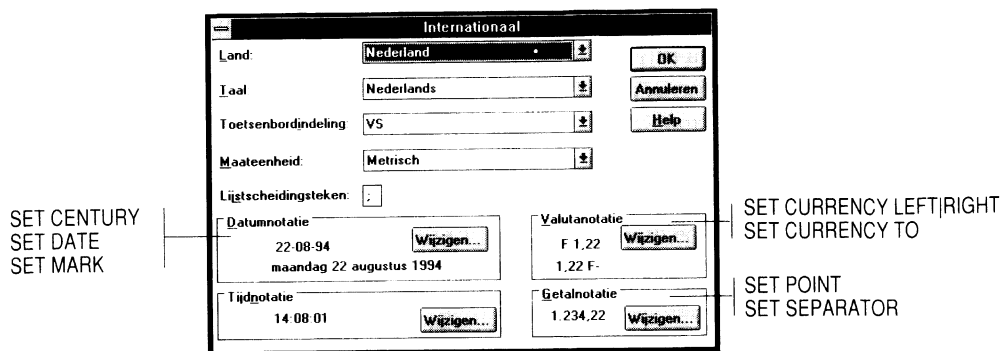 Internationaal
Land:
Nederland
OK
Taal
Nederlands
Annuleren
Toetsenbordindeling:
VS
Help
Maateenheid:
Metrisch
Lijstscheidingsteken:
;
SET CENTURY
SET DATE
SET MARK
Datumnotatie
22-08-94
Wijzigen...
maandag 22 augustus 1994
Valutanotatie
F 1,22
Wijzigen...
1,22 F-
SET CURRENCY LEFT|RIGHT
SET CURRENCY TO
Tijdnotatie
14:08:01
Wijzigen...
Getalnotatie
1.234,22
Wijzigen...
SET POINT
SET SEPARATOR